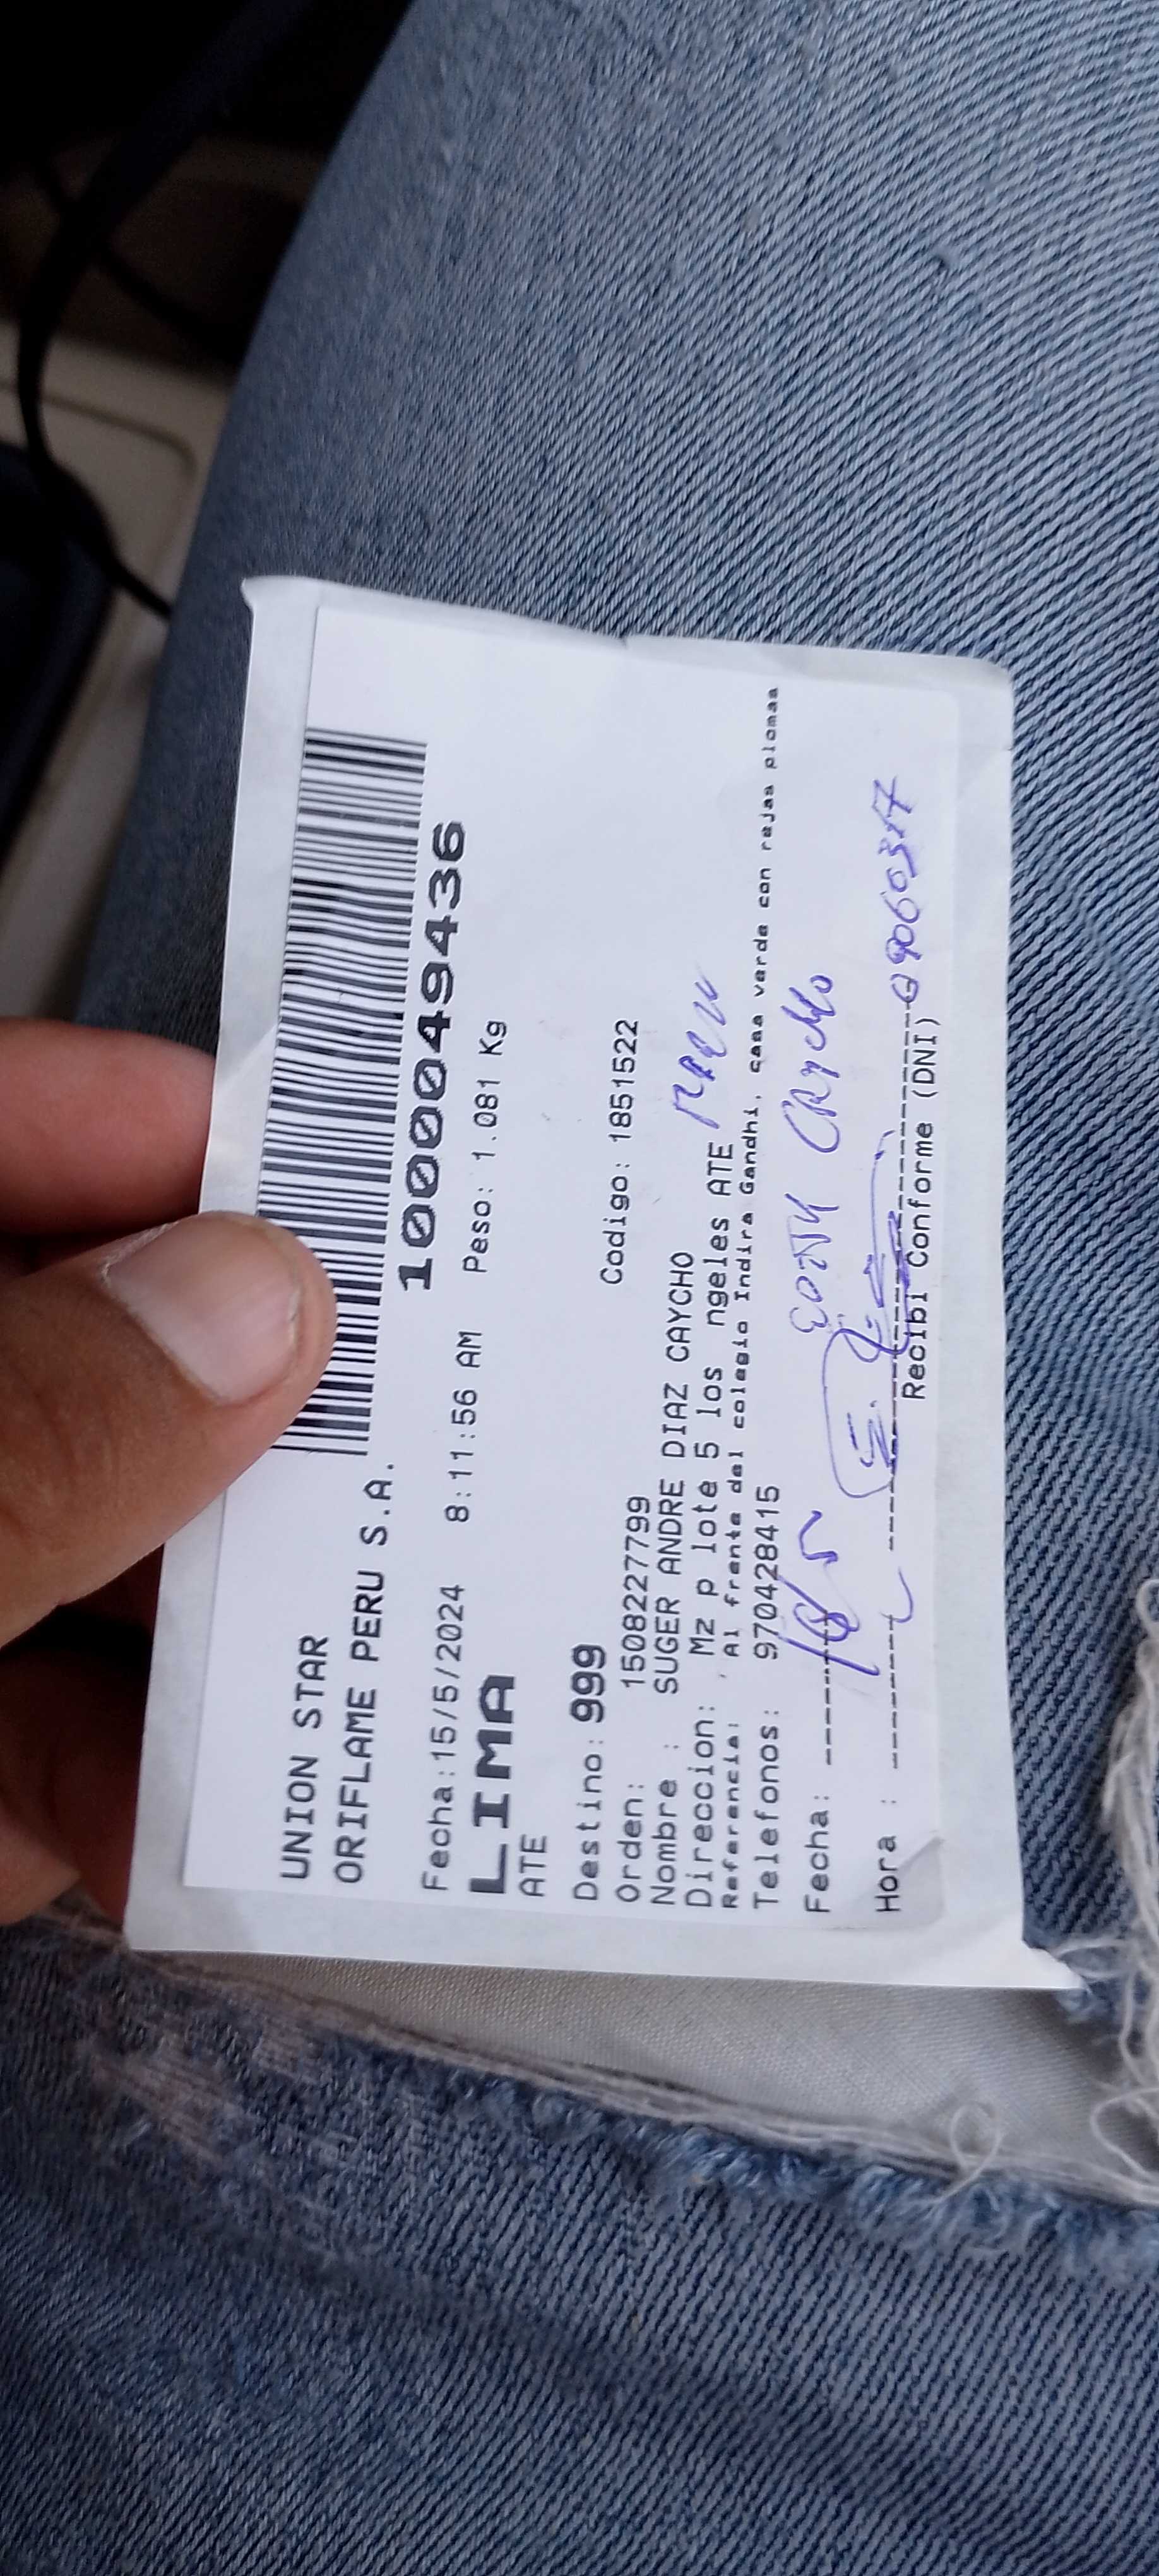 UNION STAR
ORIFLAME PERU S.A.
1000049436
Fecha:15/5/2024 8:11:56 AM Peso: 1.081 Kg
LIMA
ATE
Destino: 999
Orden: 1508227799 Codigo: 1851522
Nombre : SUGER ANDRE DIAZ CAYCHO
Direccion: Mz p lote 5 los ngeles ATE
Referencia: Al frente del colegio Indira Gandhi, casa verde con rejas plomas
Telefonos: 970428415
Fecha: CAycho
Hora :
Recibi Conforme (DNI)